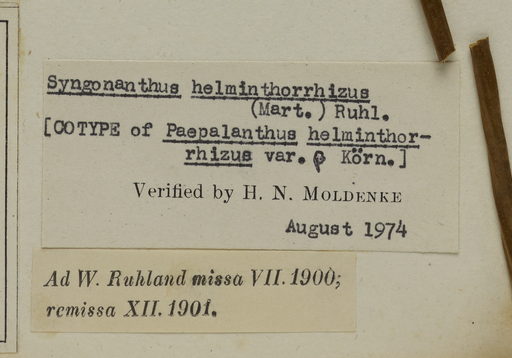 Syngonanthus helminthorrhizus
(Mart.) Ruhl.
[COTYPE of Paepalanthus helminthor-
rhizus var. β Körn.]
Verified by H. N. MOLDENKE
August 1974
Ad W. Ruhland missa VII. 1900;
remissa XII. 1901.